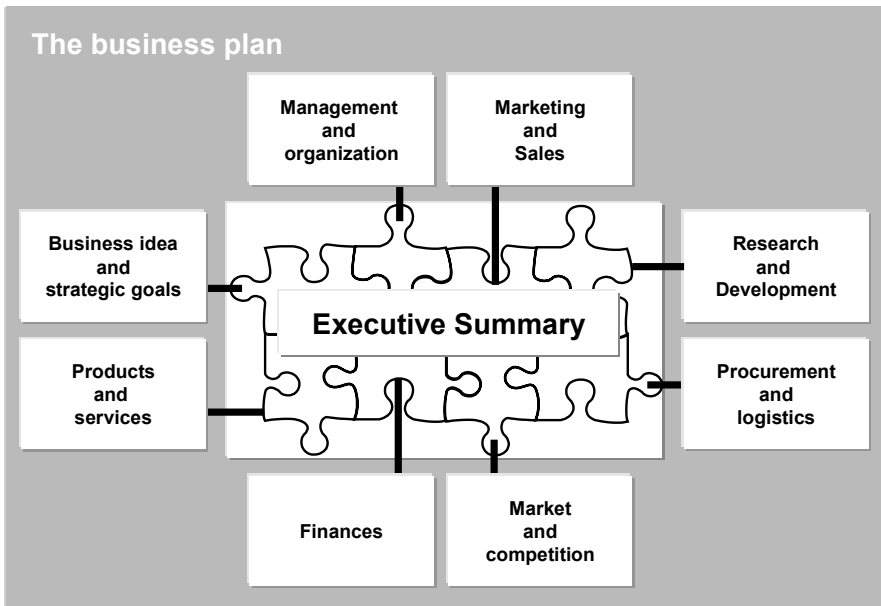 The business plan
Management
and
organization
Marketing
and
Sales
Business idea
and
strategic goals
Research
and
Development
Executive Summary
Products
and
services
Procurement
and
logistics
Finances
Market
and
competition